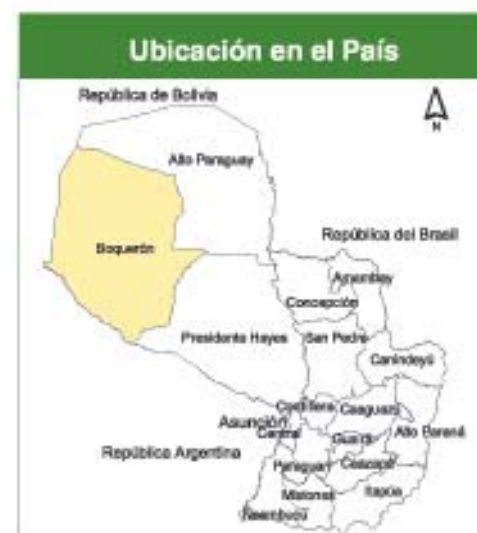 Ubicación en el País
República de Bolivia
N
Alto Paraguay
Boquerón
República del Brasil
Amambay
Concepción
Presidente Hayes
San Pedro
Canindeyú
Cordillera
Caaguazú
Asunción
Central
Guairá
Alto Paraná
República Argentina
Paraguarí
Caazapá
Misiones
Itapúa
Ñeembucú